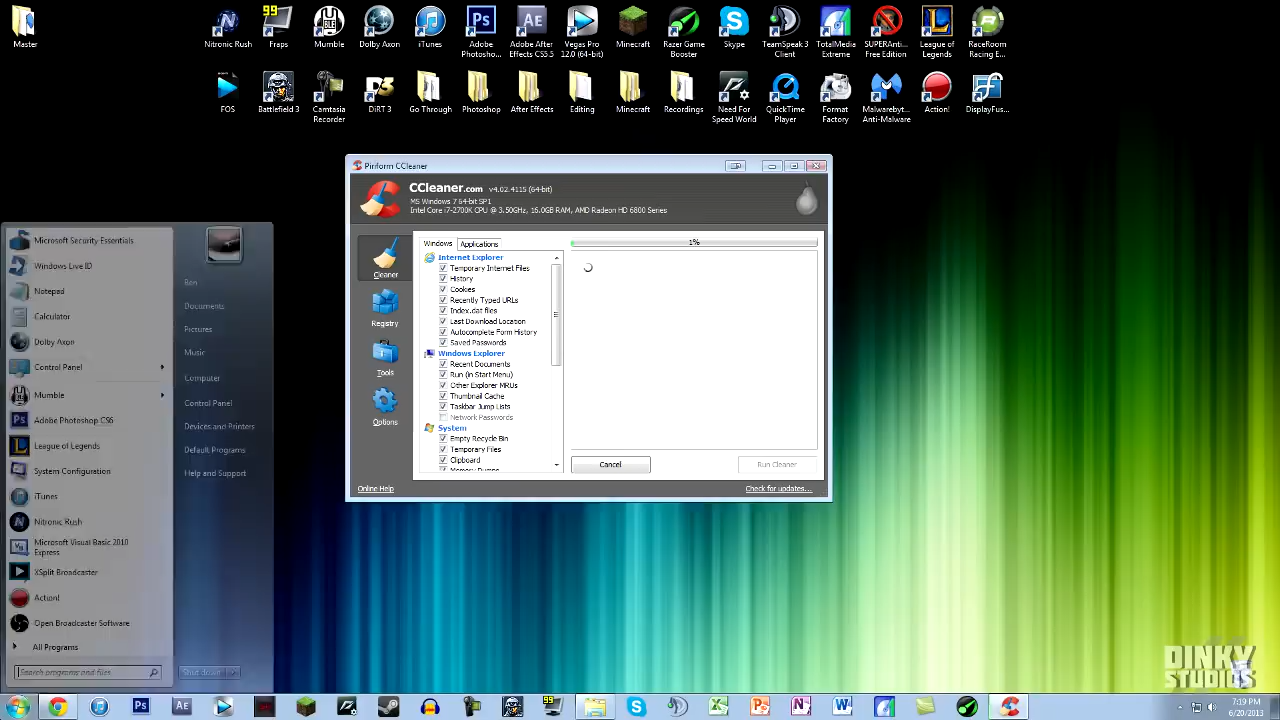 Master
Nitronic Rush
99
Fraps
Mumble
Dolby Axon
iTunes
Ps
Adobe
Photosho...
Ae
Adobe After
Effects CS5.5
Vegas Pro
12.0 (64-bit)
Minecraft
Razer Game
Booster
Skype
TeamSpeak 3
Client
TotalMedia
Extreme
SUPERAnti...
Free Edition
League of
Legends
RaceRoom
Racing E...
FOS
Battlefield 3
Camtasia
Recorder
DiRT 3
Go Through
Photoshop
After Effects
Editing
Minecraft
Recordings
Need For
Speed World
QuickTime
Player
Format
Factory
Malwarebyt...
Anti-Malware
Action!
DisplayFus...
Piriform CCleaner
CCleaner.com v4.02.4115 (64-bit)
MS Windows 7 64-bit SP1
Intel Core i7-2700K CPU @ 3.50GHz, 16.0GB RAM, AMD Radeon HD 6800 Series
Cleaner
Registry
Tools
Options
Windows
Applications
Internet Explorer
Temporary Internet Files
History
Cookies
Recently Typed URLs
Index.dat files
Last Download Location
Autocomplete Form History
Saved Passwords
Windows Explorer
Recent Documents
Run (in Start Menu)
Other Explorer MRUs
Thumbnail Cache
Taskbar Jump Lists
Network Passwords
System
Empty Recycle Bin
Temporary Files
Clipboard
Memory Dumps
1%
Cancel
Run Cleaner
Online Help
Check for updates...
Microsoft Security Essentials
Windows Live ID
Notepad
Calculator
Dolby Axon
Control Panel
Mumble
Adobe Photoshop CS6
League of Legends
System Configuration
iTunes
Nitronic Rush
Microsoft Visual Basic 2010
Express
XSplit Broadcaster
Action!
Open Broadcaster Software
All Programs
Search programs and files
Ben
Documents
Pictures
Music
Computer
Control Panel
Devices and Printers
Default Programs
Help and Support
Shut down
DINKY
STUDIOS
Ps
Ae
99
7:19 PM
6/20/2013